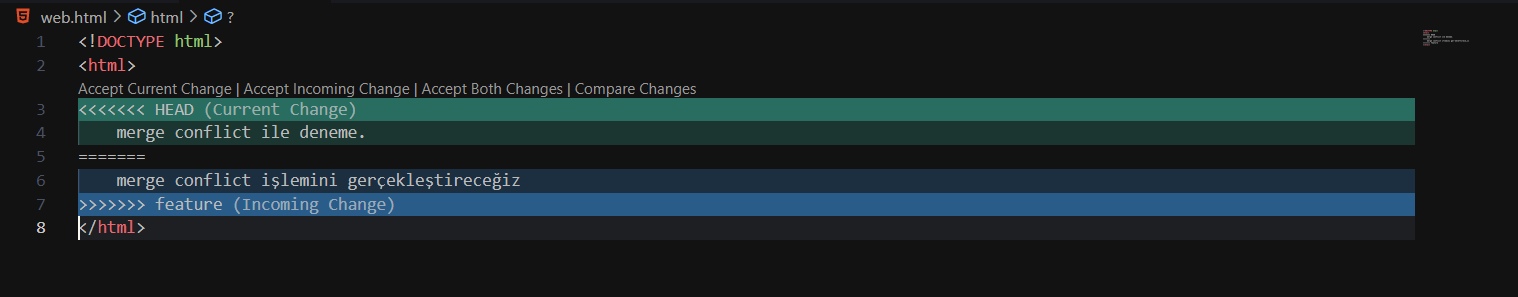 web.html > html > ?
1 <!DOCTYPE html>
2 <html>
Accept Current Change | Accept Incoming Change | Accept Both Changes | Compare Changes
3 <<<<<<< HEAD (Current Change)
4 merge conflict ile deneme.
5 =======
6 merge conflict işlemini gerçekleştireceğiz
7 >>>>>>> feature (Incoming Change)
8 </html>